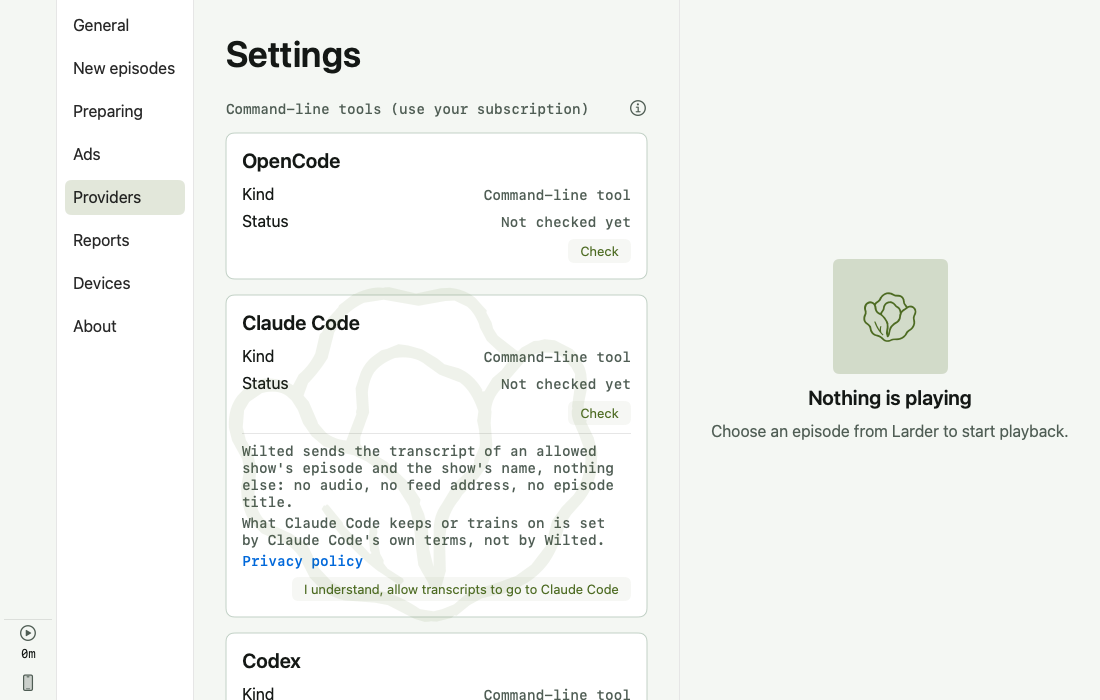 General
New episodes
Preparing
Ads
Providers
Reports
Devices
About
0m
Settings
Command-line tools (use your subscription)
OpenCode
Kind Command-line tool
Status Not checked yet
Check
Claude Code
Kind Command-line tool
Status Not checked yet
Check
Wilted sends the transcript of an allowed
show's episode and the show's name, nothing
else: no audio, no feed address, no episode
title.
What Claude Code keeps or trains on is set
by Claude Code's own terms, not by Wilted.
Privacy policy
I understand, allow transcripts to go to Claude Code
Codex
Kind Command-line tool
Nothing is playing
Choose an episode from Larder to start playback.